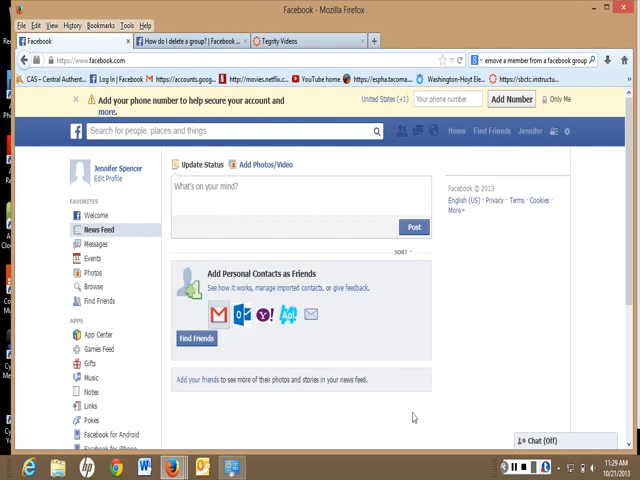 Facebook - Mozilla Firefox
File Edit View History Bookmarks Tools Help
Facebook × How do I delete a group? | Facebook ... × Tegrity Videos × +
https://www.facebook.com
emove a member from a facebook group
CAS – Central Authent... Log In | Facebook https://accounts.goog... http://movies.netflix... YouTube home https://espha.tacoma... Washington-Hoyt Ele... https://sbctc.instructu...
Add your phone number to help secure your account and more.
United States (+1) Your phone number Add Number Only Me
Search for people, places and things
Home Find Friends Jennifer
Jennifer Spencer
Edit Profile
FAVORITES
Welcome
News Feed
Messages
Events
Photos
Browse
Find Friends
APPS
App Center
Games Feed
Gifts
Music
Notes
Links
Pokes
Facebook for Android
Facebook for iPhone
Update Status Add Photos/Video
What's on your mind?
Post
SORT
Add Personal Contacts as Friends
See how it works, manage imported contacts, or give feedback.
Find Friends
Add your friends to see more of their photos and stories in your news feed.
Facebook © 2013
English (US) · Privacy · Terms · Cookies ·
More
Chat (Off)
11:29 AM
10/21/2013